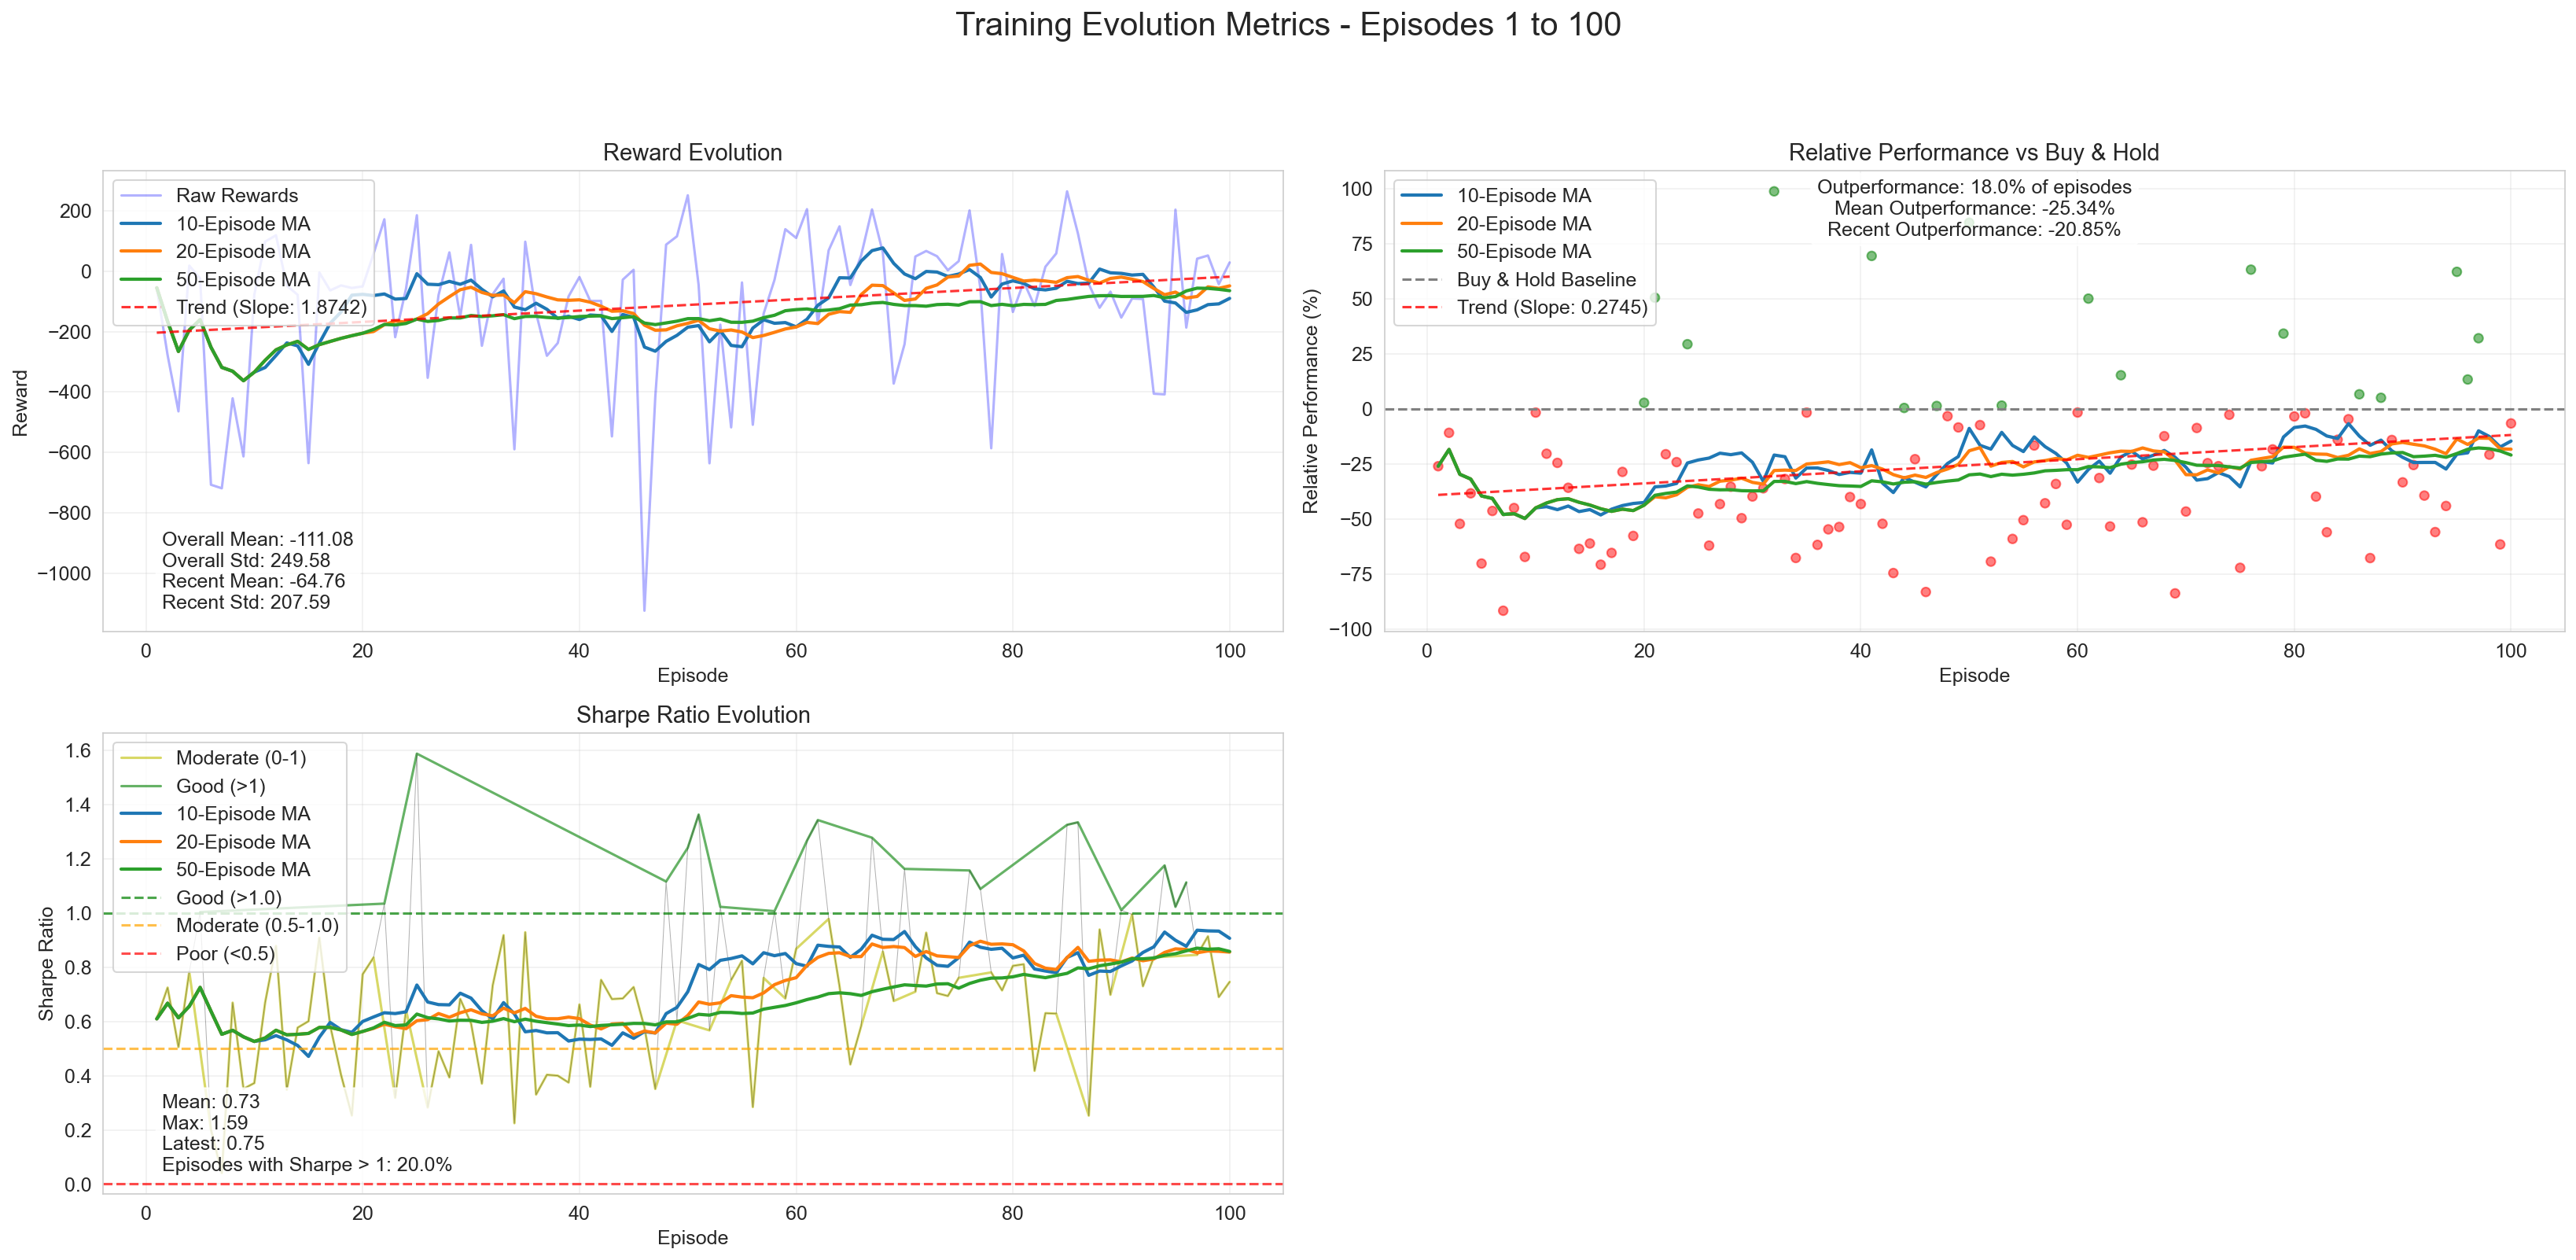 Training Evolution Metrics - Episodes 1 to 100
Reward Evolution
Raw Rewards
10-Episode MA
20-Episode MA
50-Episode MA
Trend (Slope: 1.8742)
200
0
−200
−400
−600
−800
−1000
Reward
Overall Mean: -111.08
Overall Std: 249.58
Recent Mean: -64.76
Recent Std: 207.59
0
20
40
60
80
100
Episode
Relative Performance vs Buy & Hold
10-Episode MA
20-Episode MA
50-Episode MA
Buy & Hold Baseline
Trend (Slope: 0.2745)
Outperformance: 18.0% of episodes
Mean Outperformance: -25.34%
Recent Outperformance: -20.85%
100
75
50
25
0
−25
−50
−75
−100
Relative Performance (%)
0
20
40
60
80
100
Episode
Sharpe Ratio Evolution
Moderate (0-1)
Good (>1)
10-Episode MA
20-Episode MA
50-Episode MA
Good (>1.0)
Moderate (0.5-1.0)
Poor (<0.5)
1.6
1.4
1.2
1.0
0.8
0.6
0.4
0.2
0.0
Sharpe Ratio
Mean: 0.73
Max: 1.59
Latest: 0.75
Episodes with Sharpe > 1: 20.0%
0
20
40
60
80
100
Episode